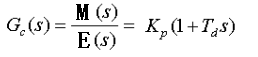 G_c(s) = M(s)/E(s) = K_p(1+T_d s)